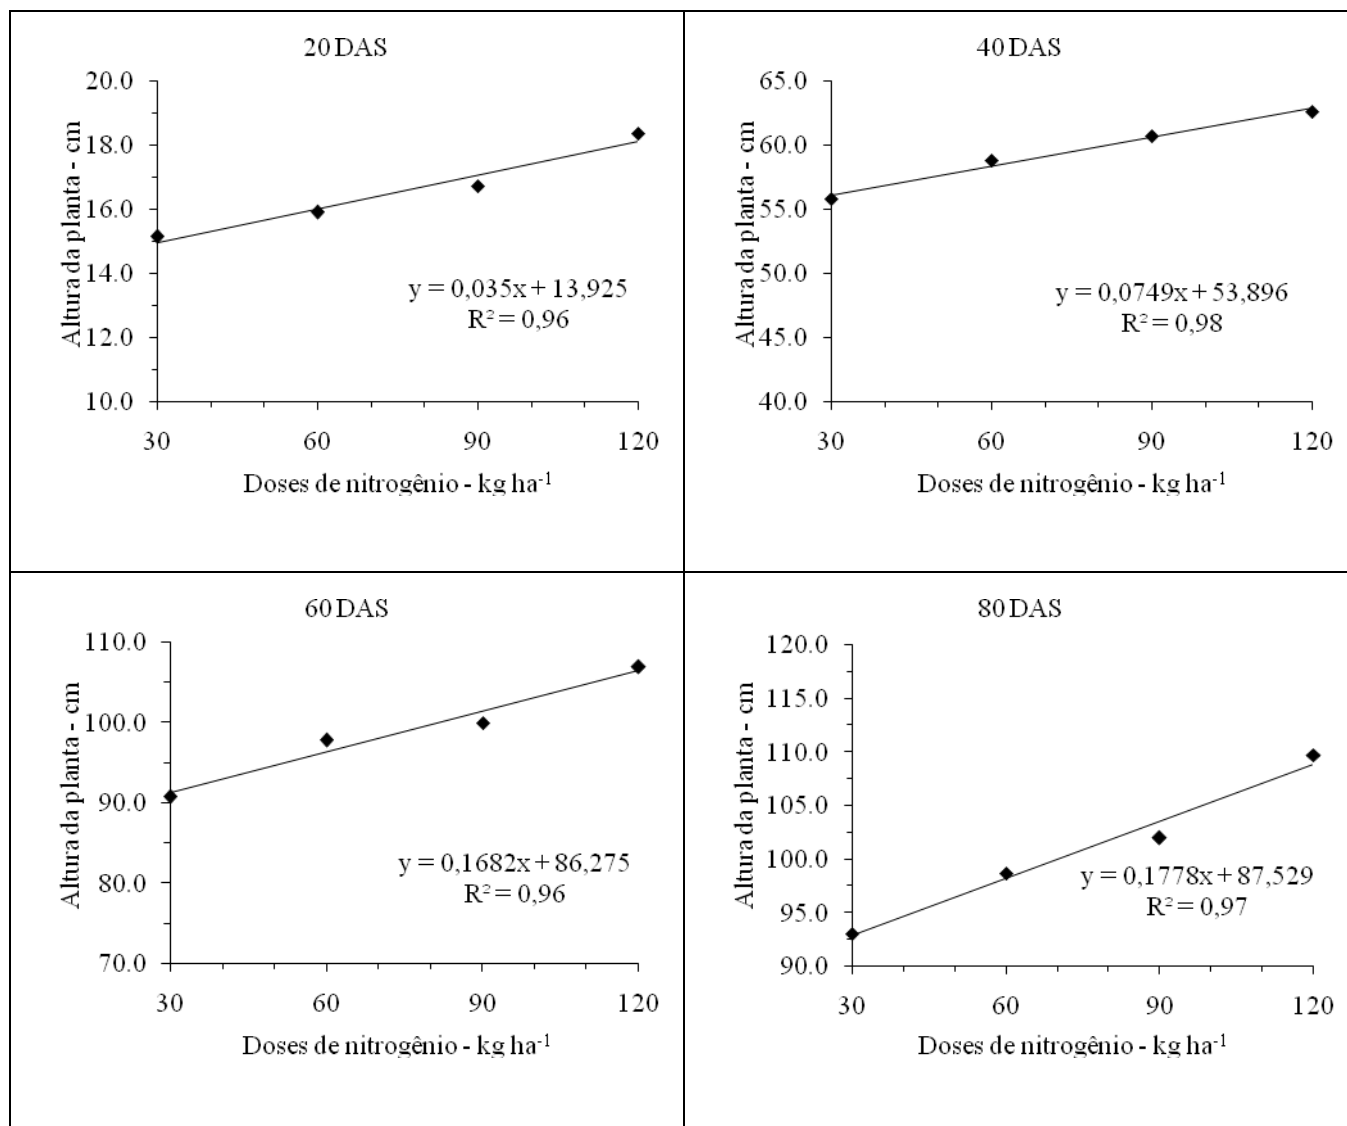 20 DAS
Altura da planta - cm
20.0
18.0
16.0
14.0
12.0
10.0
y = 0,035x + 13,925
R² = 0,96
30 60 90 120
Doses de nitrogênio - kg ha⁻¹
40 DAS
Altura da planta - cm
65.0
60.0
55.0
50.0
45.0
40.0
y = 0,0749x + 53,896
R² = 0,98
30 60 90 120
Doses de nitrogênio - kg ha⁻¹
60 DAS
Altura da planta - cm
110.0
100.0
90.0
80.0
70.0
y = 0,1682x + 86,275
R² = 0,96
30 60 90 120
Doses de nitrogênio - kg ha⁻¹
80 DAS
Altura da planta - cm
120.0
115.0
110.0
105.0
100.0
95.0
90.0
y = 0,1778x + 87,529
R² = 0,97
30 60 90 120
Doses de nitrogênio - kg ha⁻¹